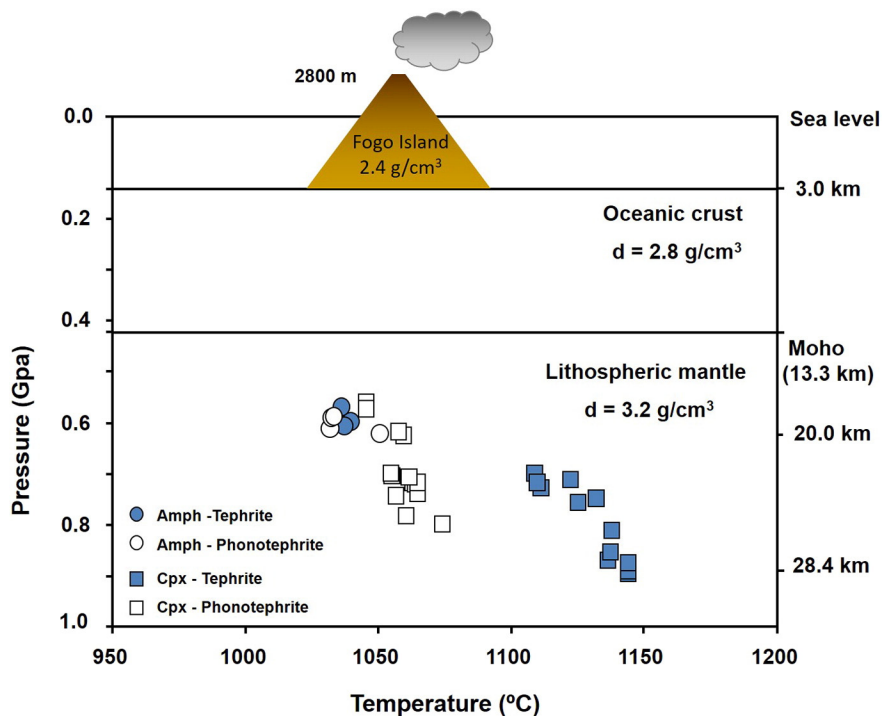 2800 m
0.0
Sea level
Fogo Island
2.4 g/cm³
3.0 km
0.2
Oceanic crust
d = 2.8 g/cm³
0.4
Moho
(13.3 km)
Lithospheric mantle
d = 3.2 g/cm³
0.6
20.0 km
Pressure (Gpa)
Amph -Tephrite
0.8
Amph - Phonotephrite
28.4 km
Cpx - Tephrite
Cpx - Phonotephrite
1.0
950 1000 1050 1100 1150 1200
Temperature (ºC)